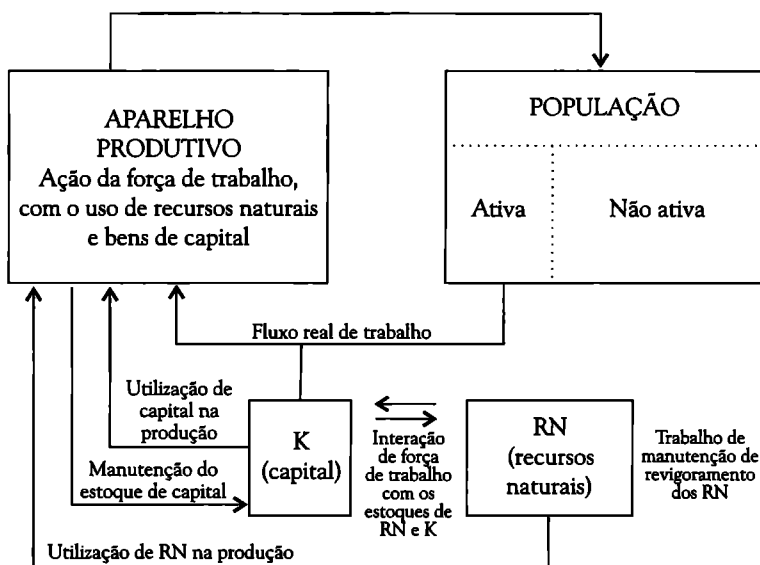 APARELHO
PRODUTIVO
Ação da força de trabalho,
com o uso de recursos naturais
e bens de capital
POPULAÇÃO
Ativa
Não ativa
Fluxo real de trabalho
Utilização de
capital na
produção
Manutenção do
estoque de capital
K
(capital)
Interação
de força
de trabalho
com os
estoques de
RN e K
RN
(recursos
naturais)
Trabalho de
manutenção de
revigoramento
dos RN
Utilização de RN na produção